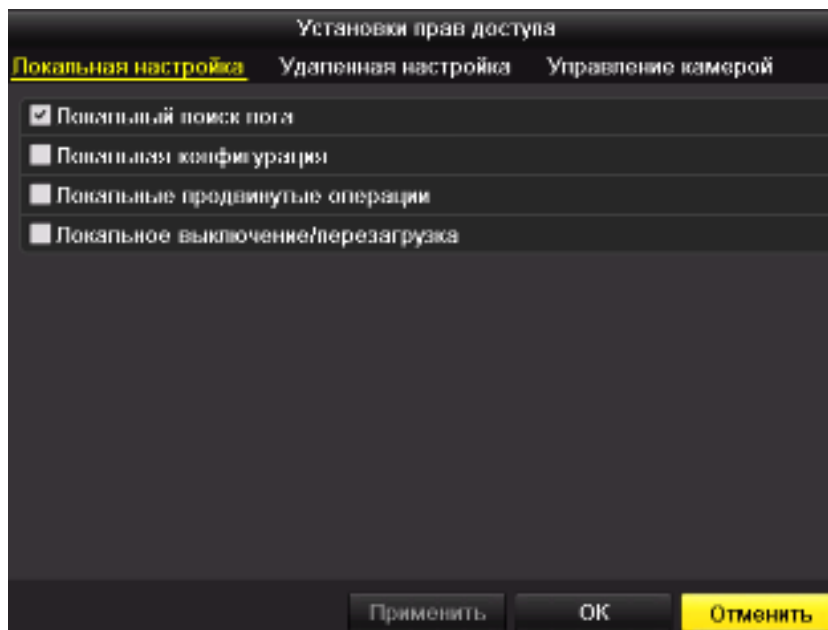 Установки прав доступа
Локальная настройка Удаленная настройка Управление камерой
Локальный поиск лога
Локальная конфигурация
Локальные продвинутые операции
Локальное выключение/перезагрузка
Применить ОК Отменить